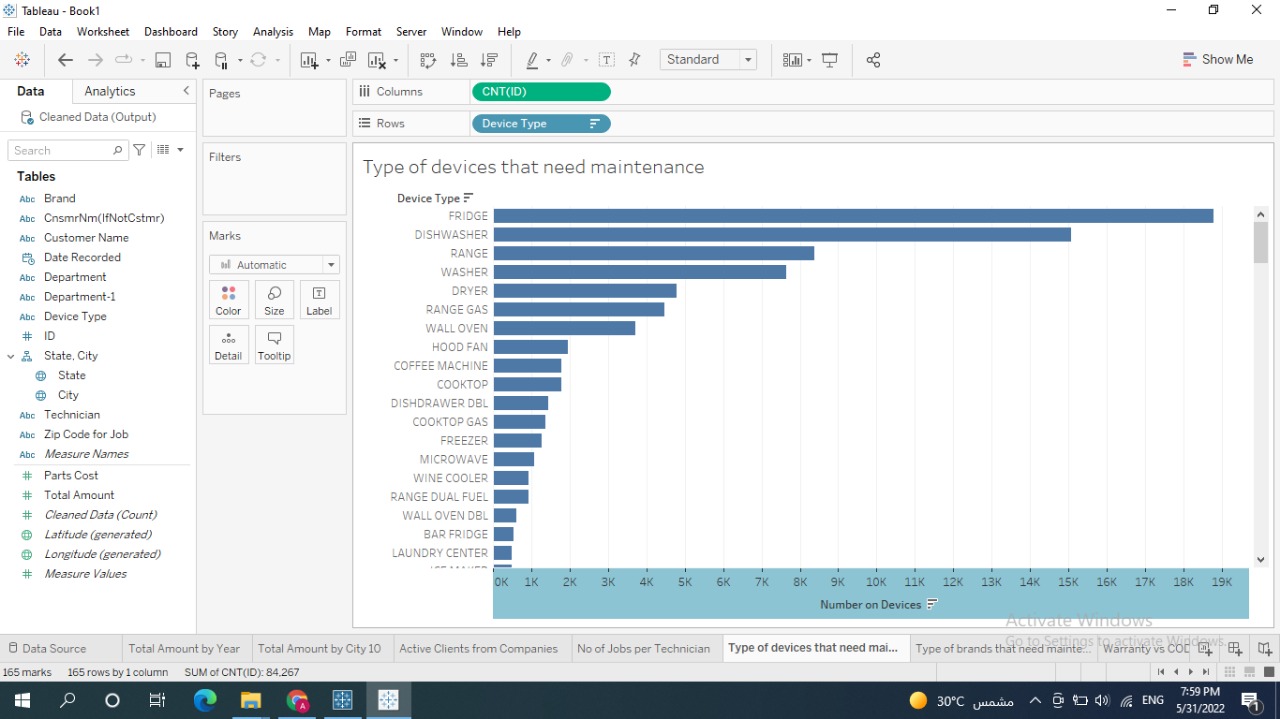 Tableau - Book1
File Data Worksheet Dashboard Story Analysis Map Format Server Window Help
Standard
Show Me
Data Analytics
Cleaned Data (Output)
Search
Tables
Abc Brand
Abc CnsmrNm(IfNotCstmr)
Abc Customer Name
Date Recorded
Abc Department
Abc Department-1
Abc Device Type
# ID
State, City
State
City
Abc Technician
Abc Zip Code for Job
Abc Measure Names
# Parts Cost
# Total Amount
# Cleaned Data (Count)
Latitude (generated)
Longitude (generated)
# Measure Values
Pages
Filters
Marks
Automatic
Color Size Label
Detail Tooltip
Columns CNT(ID)
Rows Device Type
Type of devices that need maintenance
Device Type
FRIDGE
DISHWASHER
RANGE
WASHER
DRYER
RANGE GAS
WALL OVEN
HOOD FAN
COFFEE MACHINE
COOKTOP
DISHDRAWER DBL
COOKTOP GAS
FREEZER
MICROWAVE
WINE COOLER
RANGE DUAL FUEL
WALL OVEN DBL
BAR FRIDGE
LAUNDRY CENTER
0K 1K 2K 3K 4K 5K 6K 7K 8K 9K 10K 11K 12K 13K 14K 15K 16K 17K 18K 19K
Number on Devices
Activate Windows
Go to Settings to activate Windows.
Data Source Total Amount by Year Total Amount by City 10 Active Clients from Companies No of Jobs per Technician Type of devices that need mai... Type of brands that need mainte... Warranty vs COD
165 marks 165 rows by 1 column SUM of CNT(ID): 84,267
30°C مشمس ENG 7:59 PM
5/31/2022
1